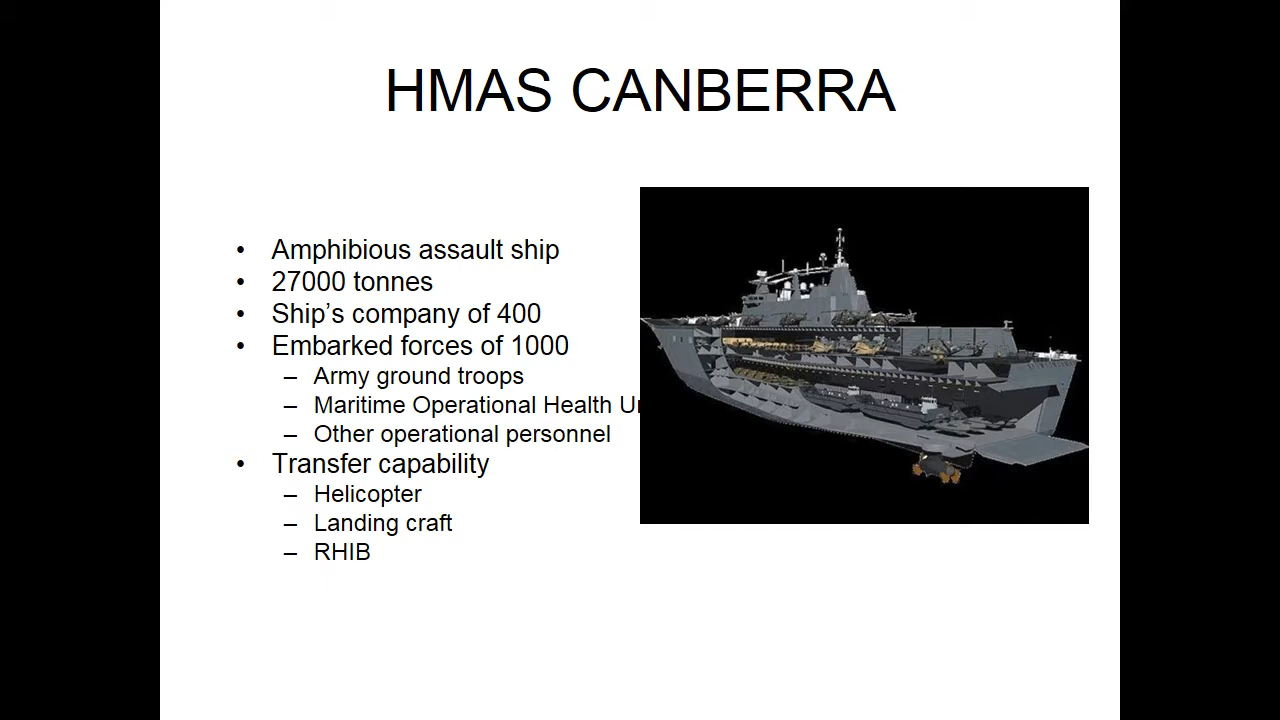 HMAS CANBERRA
• Amphibious assault ship
• 27000 tonnes
• Ship’s company of 400
• Embarked forces of 1000
– Army ground troops
– Maritime Operational Health
– Other operational personnel
• Transfer capability
– Helicopter
– Landing craft
– RHIB